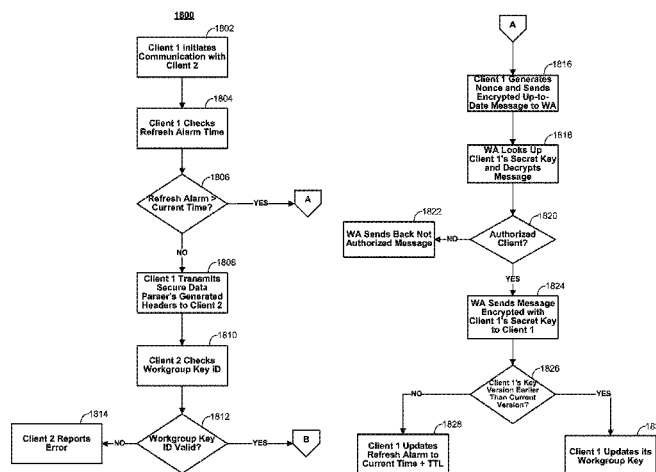 1800
1802
Client 1 initiates
Communication with
Client 2
1804
Client 1 Checks
Refresh Alarm Time
1806
Refresh Alarm >
Current Time?
YES
A
NO
1808
Client 1 Transmits
Secure Data
Parser's Generated
Headers to Client 2
1810
Client 2 Checks
Workgroup Key ID
1812
Workgroup Key
ID Valid?
YES
B
NO
1814
Client 2 Reports
Error
A
1816
Client 1 Generates
Nonce and Sends
Encrypted Up-to-
Date Message to WA
1818
WA Looks Up
Client 1's Secret Key
and Decrypts
Message
1820
Authorized
Client?
NO
1822
WA Sends Back Not
Authorized Message
YES
1824
WA Sends Message
Encrypted with
Client 1's Secret Key
to Client 1
1826
Client 1's Key
Version Earlier
Than Current
Version?
NO
YES
1828
Client 1 Updates
Refresh Alarm to
Current Time + TTL
Client 1 Updates its
Workgroup Key